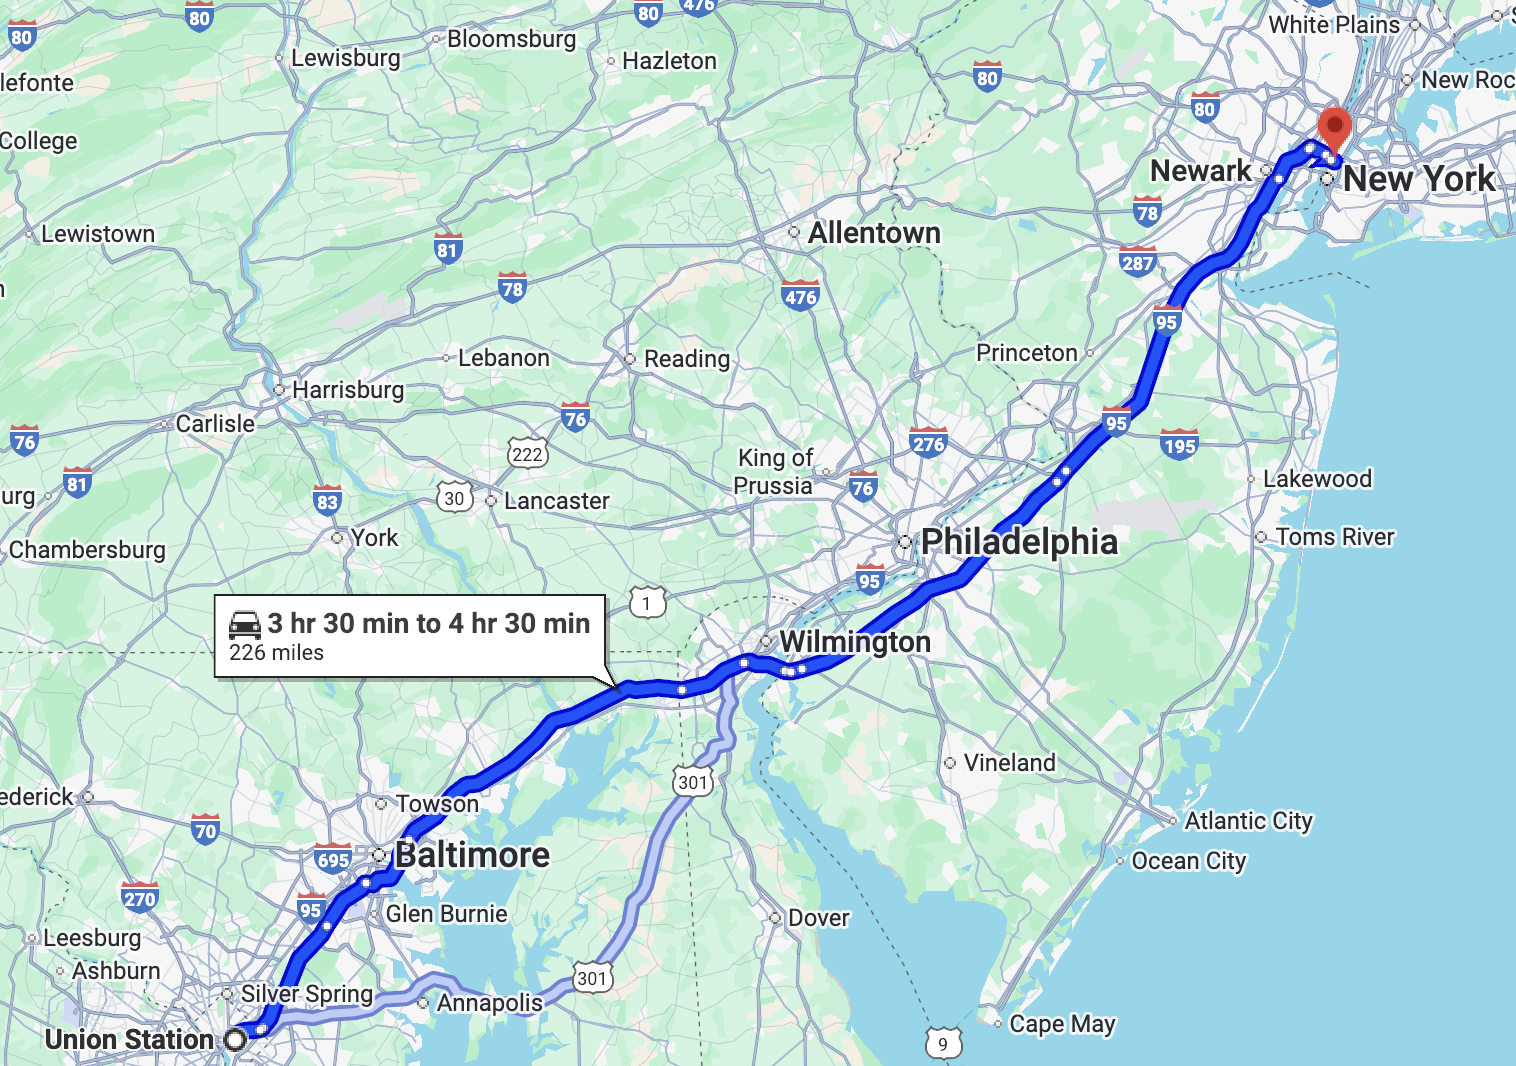 80
80
80
476
White Plains
S
Bloomsburg
Lewisburg
Hazleton
80
New Roc
lefonte
80
College
Newark
New York
78
Lewistown
Allentown
81
287
78
476
95
Princeton
Lebanon
Reading
Harrisburg
Carlisle
76
95
76
222
276
195
King of
Prussia
76
Lakewood
81
urg
83
30
Lancaster
York
Philadelphia
Toms River
Chambersburg
95
1
3 hr 30 min to 4 hr 30 min
226 miles
Wilmington
301
Vineland
ederick
Towson
70
Atlantic City
695
Baltimore
Ocean City
270
95
Glen Burnie
Dover
Leesburg
Ashburn
301
Silver Spring
Annapolis
Union Station
Cape May
9